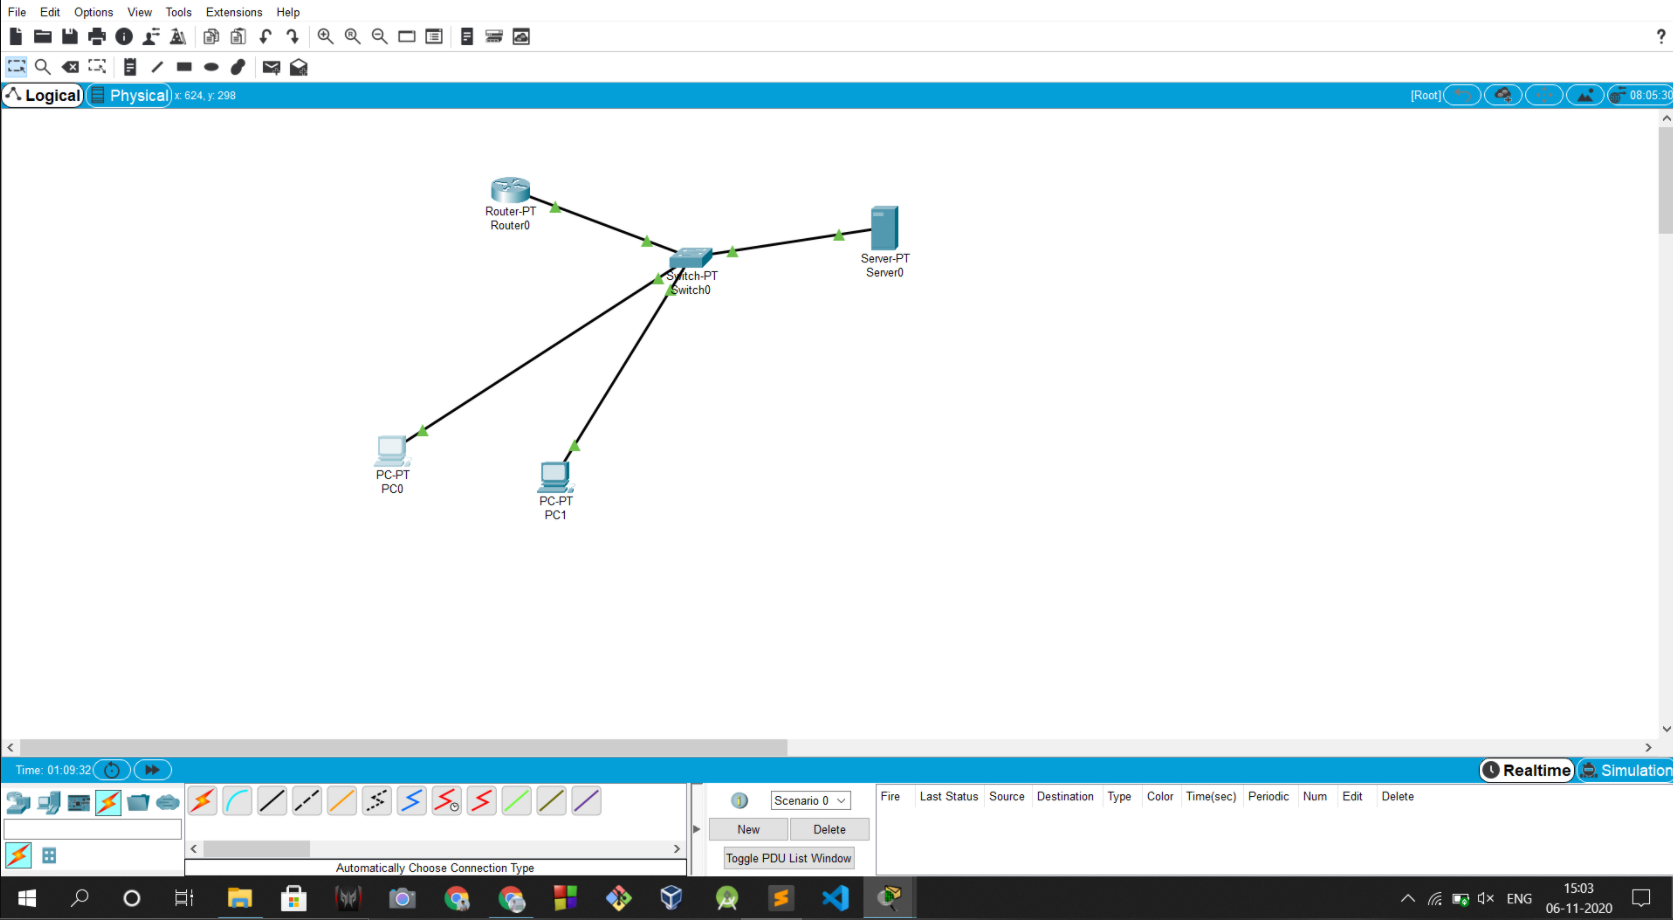 File Edit Options View Tools Extensions Help
?
Logical Physical x: 624, y: 298 [Root] 08:05:30
Router-PT
Router0
Switch-PT
Switch0
Server-PT
Server0
PC-PT
PC0
PC-PT
PC1
Time: 01:09:32 Realtime Simulation
Scenario 0 Fire Last Status Source Destination Type Color Time(sec) Periodic Num Edit Delete
New Delete
Toggle PDU List Window
Automatically Choose Connection Type
ENG 15:03
06-11-2020